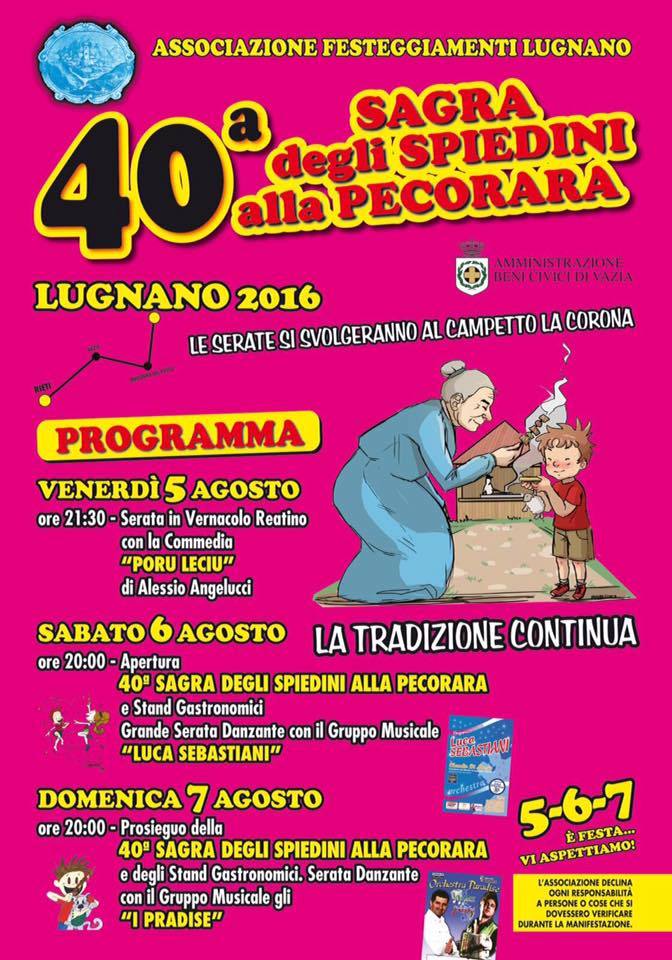 ASSOCIAZIONE FESTEGGIAMENTI LUGNANO
40a
SAGRA
degli SPIEDINI
alla PECORARA
AMMINISTRAZIONE
BENI CIVICI DI VAZIA
LUGNANO 2016
LE SERATE SI SVOLGERANNO AL CAMPETTO LA CORONA
RIETI
PROGRAMMA
VENERDÌ 5 AGOSTO
ore 21:30 - Serata in Vernacolo Reatino
con la Commedia
"PORU LECIU"
di Alessio Angelucci
LA TRADIZIONE CONTINUA
SABATO 6 AGOSTO
ore 20:00 - Apertura
40ª SAGRA DEGLI SPIEDINI ALLA PECORARA
e Stand Gastronomici
Grande Serata Danzante con il Gruppo Musicale
"LUCA SEBASTIANI"
Luca
SEBASTIANI
orchestra
DOMENICA 7 AGOSTO
ore 20:00 - Prosieguo della
40ª SAGRA DEGLI SPIEDINI ALLA PECORARA
e degli Stand Gastronomici. Serata Danzante
con il Gruppo Musicale gli
"I PRADISE"
Orchestra Paradise
5-6-7
È FESTA...
VI ASPETTIAMO!
L'ASSOCIAZIONE DECLINA
OGNI RESPONSABILITÀ
A PERSONE O COSE CHE SI
DOVESSERO VERIFICARE
DURANTE LA MANIFESTAZIONE.